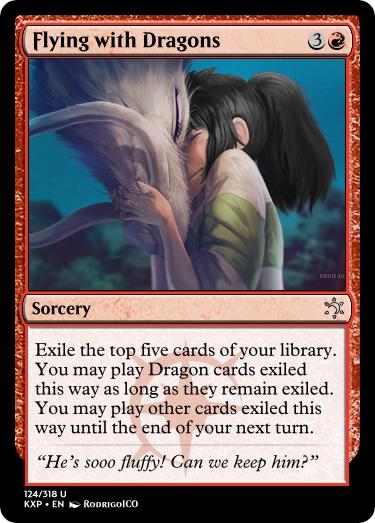 Flying with Dragons 3
RODRIGO ALE
Sorcery
Exile the top five cards of your library.
You may play Dragon cards exiled
this way as long as they remain exiled.
You may play other cards exiled this
way until the end of your next turn.
“He’s sooo fluffy! Can we keep him?”
124/318 U
KXP • EN RodrigoICO